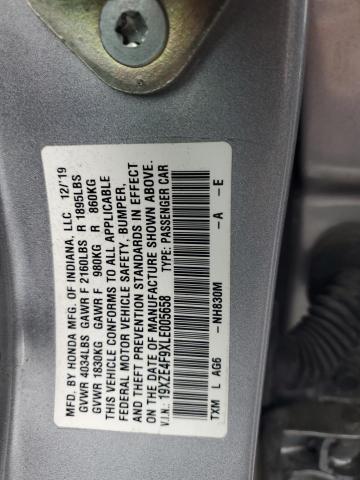 MFD. BY HONDA MFG. OF INDIANA, LLC 12/'19
GVWR 4034LBS GAWR F 2160LBS R 1895LBS
GVWR 1830KG GAWR F 980KG R 860KG
THIS VEHICLE CONFORMS TO ALL APPLICABLE
FEDERAL MOTOR VEHICLE SAFETY, BUMPER,
AND THEFT PREVENTION STANDARDS IN EFFECT
ON THE DATE OF MANUFACTURE SHOWN ABOVE.
V.I.N.: 19XZE4F9XLE005658 TYPE: PASSENGER CAR
TXM L AG6 -NH830M -A -E